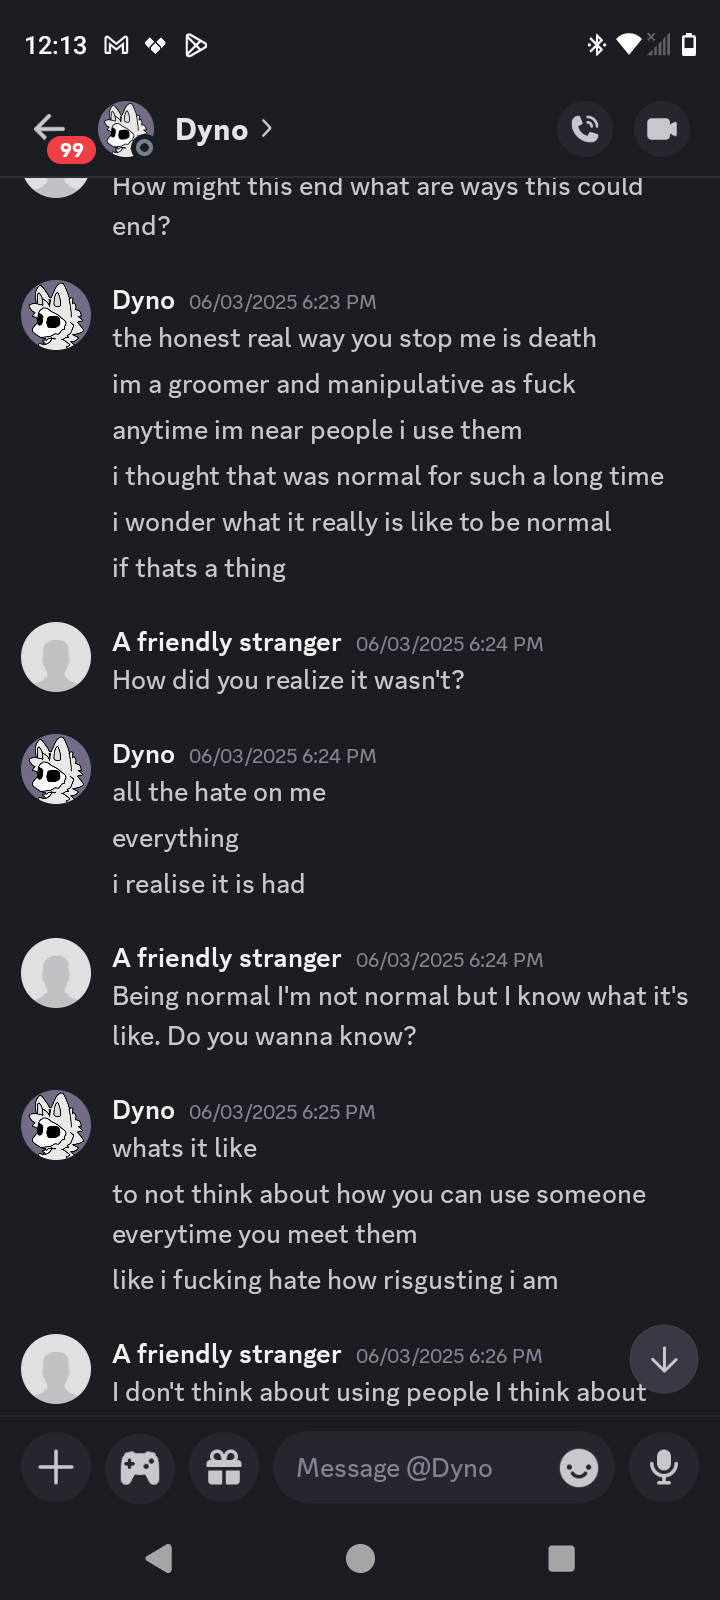 12:13
99
Dyno
How might this end what are ways this could
end?
Dyno 06/03/2025 6:23 PM
the honest real way you stop me is death
im a groomer and manipulative as fuck
anytime im near people i use them
i thought that was normal for such a long time
i wonder what it really is like to be normal
if thats a thing
A friendly stranger 06/03/2025 6:24 PM
How did you realize it wasn't?
Dyno 06/03/2025 6:24 PM
all the hate on me
everything
i realise it is had
A friendly stranger 06/03/2025 6:24 PM
Being normal I'm not normal but I know what it's
like. Do you wanna know?
Dyno 06/03/2025 6:25 PM
whats it like
to not think about how you can use someone
everytime you meet them
like i fucking hate how risgusting i am
A friendly stranger 06/03/2025 6:26 PM
I don't think about using people I think about
Message @Dyno